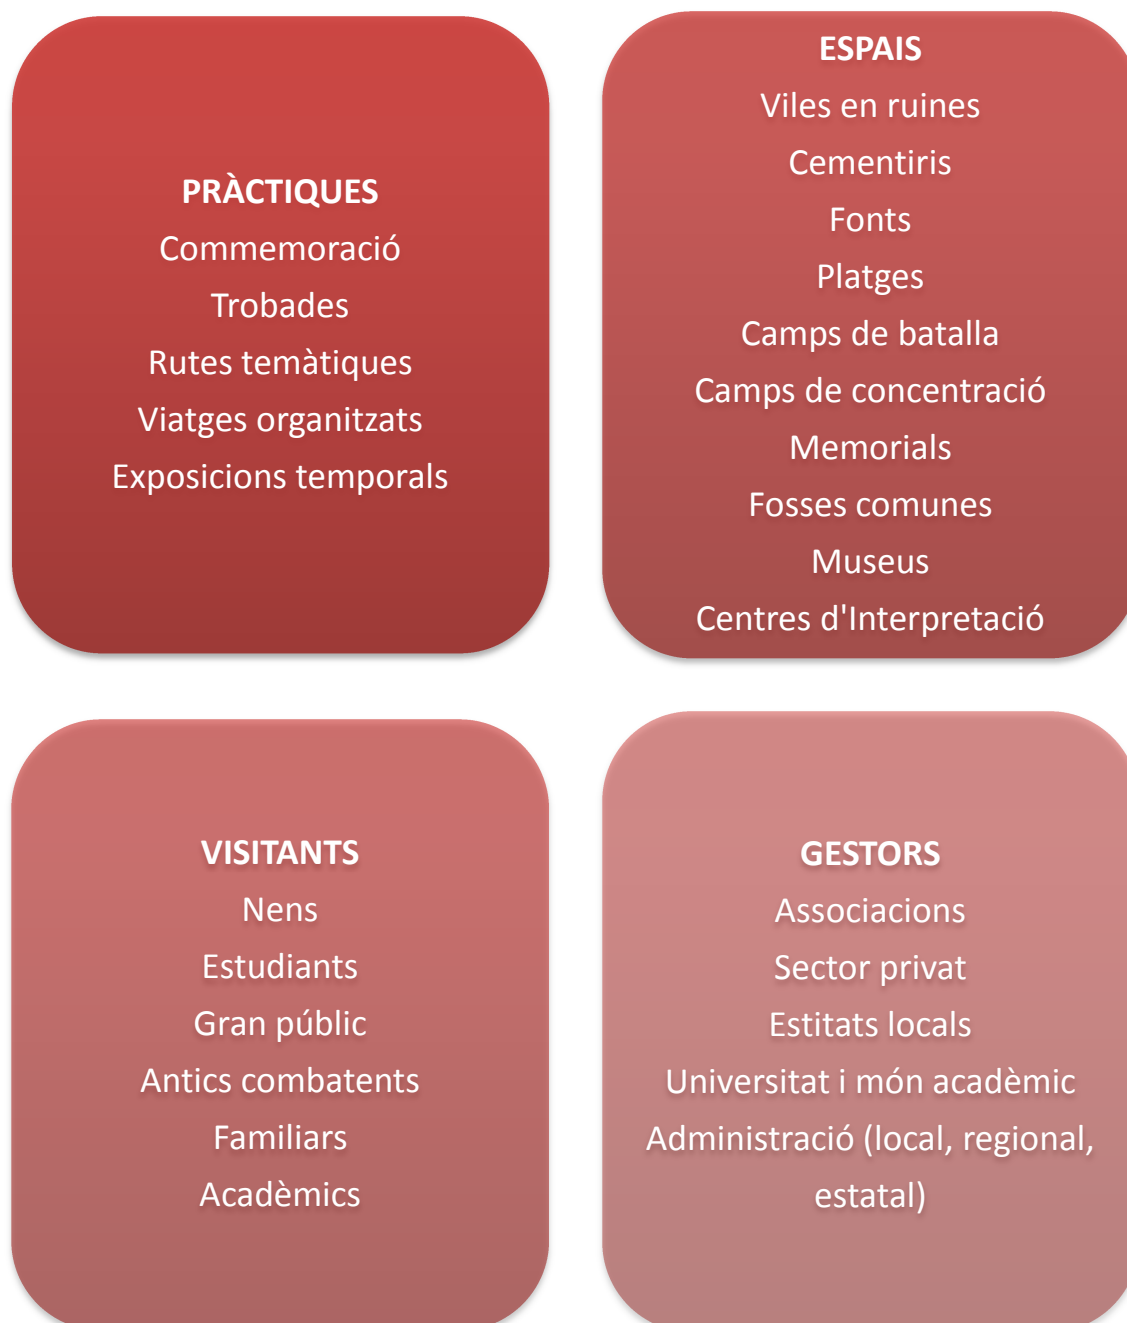 PRÀCTIQUES
Commemoració
Trobades
Rutes temàtiques
Viatges organitzats
Exposicions temporals
ESPAIS
Viles en ruines
Cementiris
Fonts
Platges
Camps de batalla
Camps de concentració
Memorials
Fosses comunes
Museus
Centres d'Interpretació
VISITANTS
Nens
Estudiants
Gran públic
Antics combatents
Familiars
Acadèmics
GESTORS
Associacions
Sector privat
Estitats locals
Universitat i món acadèmic
Administració (local, regional,
estatal)